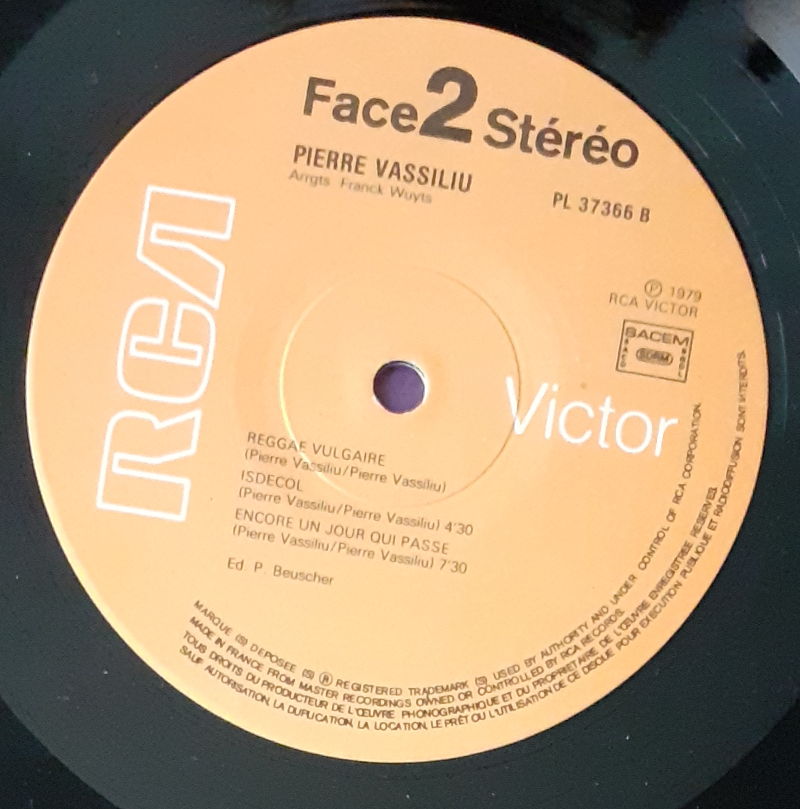 Face 2 Stéréo
PIERRE VASSILIU
Arrgts Franck Wuyts
PL 37366 B
℗ 1979
RCA VICTOR
SACEM
SDRM
RCA
Victor
REGGAE VULGAIRE
(Pierre Vassiliu/Pierre Vassiliu)
ISDECOL
(Pierre Vassiliu/Pierre Vassiliu) 4'30
ENCORE UN JOUR QUI PASSE
(Pierre Vassiliu/Pierre Vassiliu) 7'30
Ed. P. Beuscher
MARQUE (S) DEPOSEE (S) ® REGISTERED TRADEMARK (S) USED BY AUTHORITY AND UNDER CONTROL OF RCA CORPORATION.
MADE IN FRANCE FROM MASTER RECORDINGS OWNED OR CONTROLLED BY RCA RECORDS.
TOUS DROITS DU PRODUCTEUR DE L'ŒUVRE PHONOGRAPHIQUE ET DU PROPRIETAIRE DE L'ŒUVRE ENREGISTREE RESERVES.
SAUF AUTORISATION, LA DUPLICATION, LA LOCATION, LE PRÊT OU L'UTILISATION DE CE DISQUE POUR EXECUTION PUBLIQUE ET RADIODIFFUSION SONT INTERDITS.